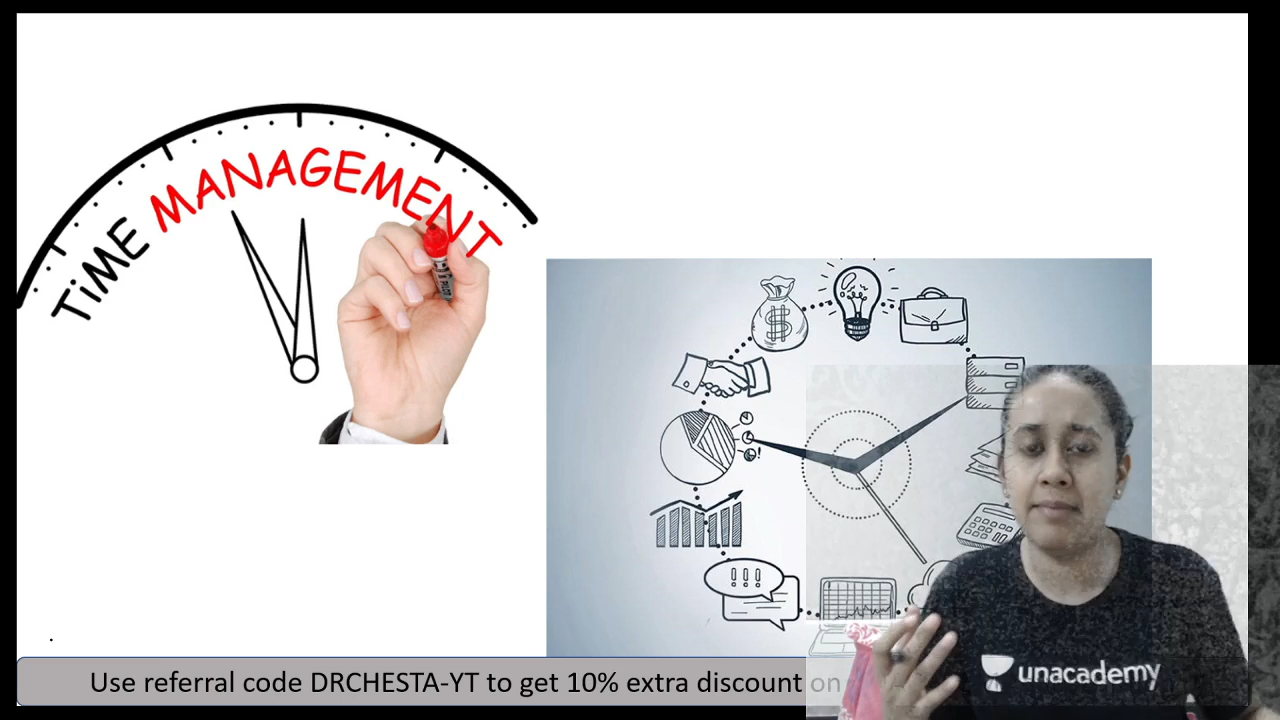 TiME MANAGEMENT
!!!
Use referral code DRCHESTA-YT to get 10% extra discount on
unacademy